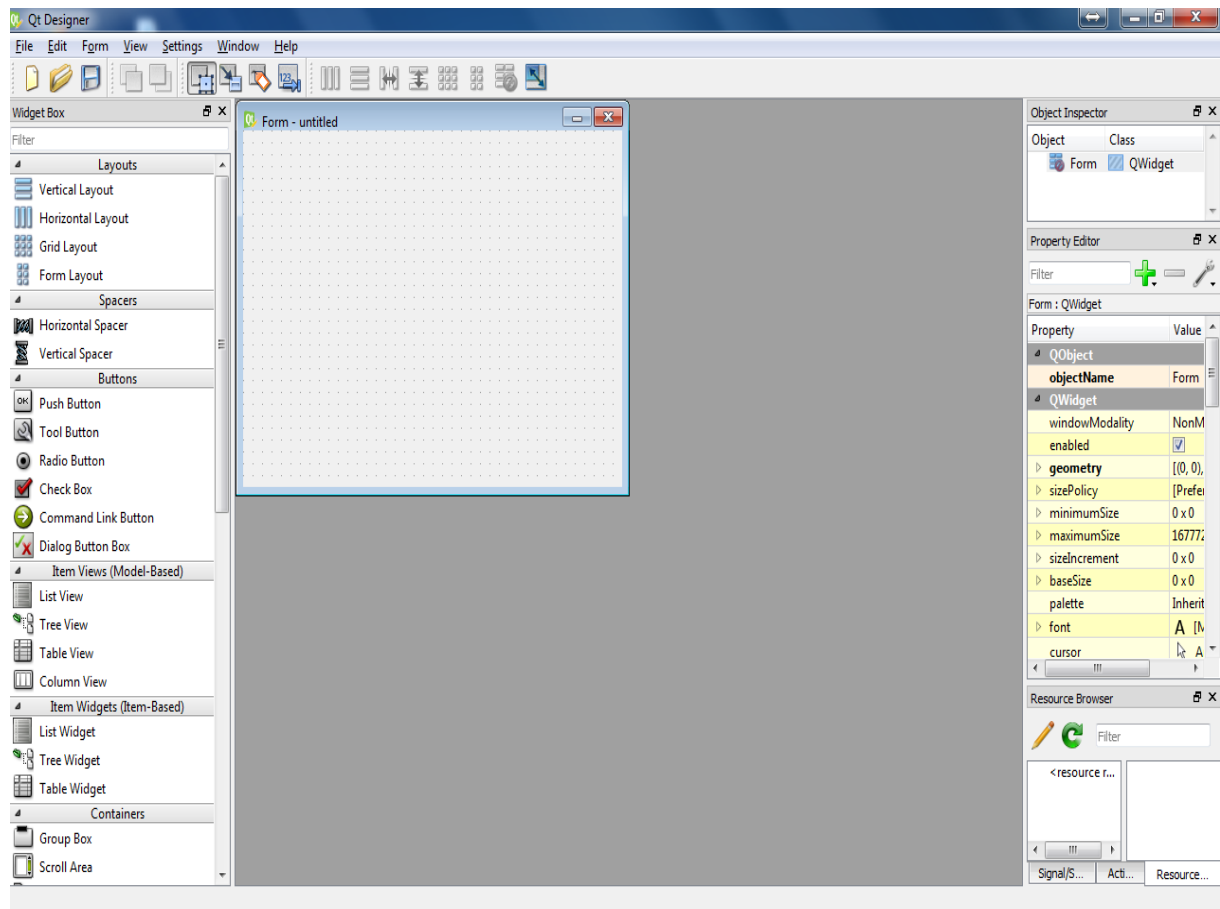 Qt Designer
File Edit Form View Settings Window Help
Widget Box
Filter
Layouts
Vertical Layout
Horizontal Layout
Grid Layout
Form Layout
Spacers
Horizontal Spacer
Vertical Spacer
Buttons
OK Push Button
Tool Button
Radio Button
Check Box
Command Link Button
Dialog Button Box
Item Views (Model-Based)
List View
Tree View
Table View
Column View
Item Widgets (Item-Based)
List Widget
Tree Widget
Table Widget
Containers
Group Box
Scroll Area
Form - untitled
Object Inspector
Object Class
Form QWidget
Property Editor
Filter
Form : QWidget
Property Value
QObject
objectName Form
QWidget
windowModality NonM
enabled
geometry [(0, 0),
sizePolicy [Prefer
minimumSize 0 x 0
maximumSize 167772
sizeIncrement 0 x 0
baseSize 0 x 0
palette Inherit
font A [M
cursor A
Resource Browser
Filter
<resource r...
Signal/S... Acti... Resource...